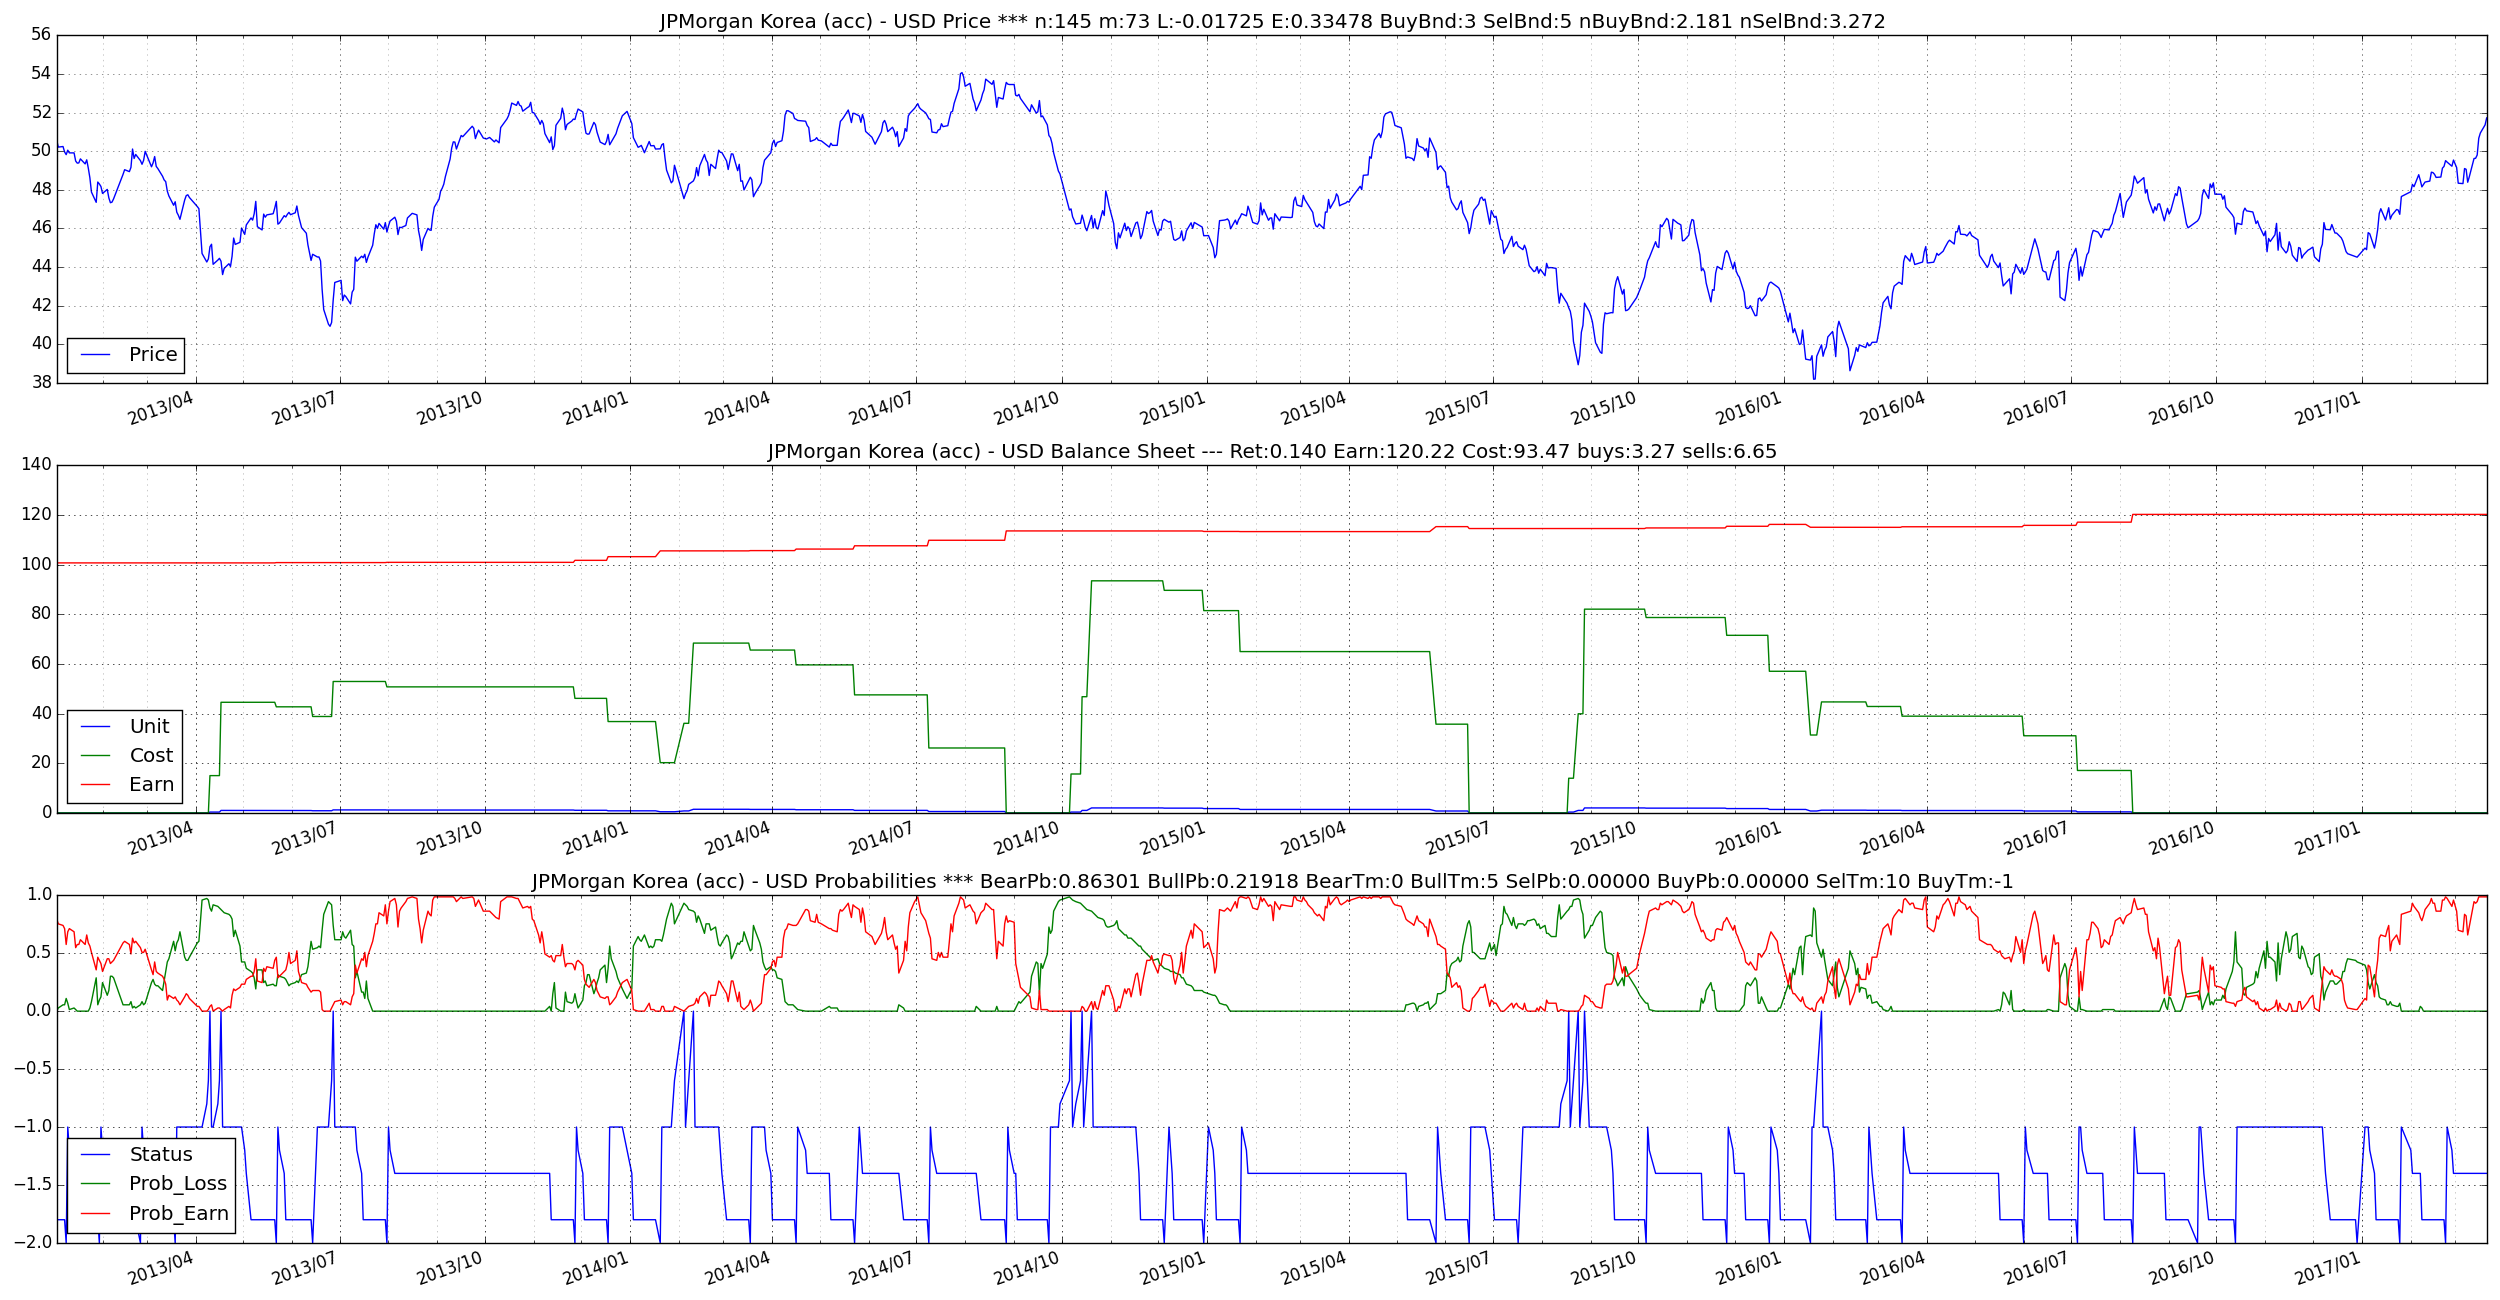 JPMorgan Korea (acc) - USD Price *** n:145 m:73 L:-0.01725 E:0.33478 BuyBnd:3 SelBnd:5 nBuyBnd:2.181 nSelBnd:3.272
56
54
52
50
48
46
44
42
40
38
Price
2013/04 2013/07 2013/10 2014/01 2014/04 2014/07 2014/10 2015/01 2015/04 2015/07 2015/10 2016/01 2016/04 2016/07 2016/10 2017/01
JPMorgan Korea (acc) - USD Balance Sheet --- Ret:0.140 Earn:120.22 Cost:93.47 buys:3.27 sells:6.65
140
120
100
80
60
40
20
0
Unit
Cost
Earn
2013/04 2013/07 2013/10 2014/01 2014/04 2014/07 2014/10 2015/01 2015/04 2015/07 2015/10 2016/01 2016/04 2016/07 2016/10 2017/01
JPMorgan Korea (acc) - USD Probabilities *** BearPb:0.86301 BullPb:0.21918 BearTm:0 BullTm:5 SelPb:0.00000 BuyPb:0.00000 SelTm:10 BuyTm:-1
1.0
0.5
0.0
−0.5
−1.0
−1.5
−2.0
Status
Prob_Loss
Prob_Earn
2013/04 2013/07 2013/10 2014/01 2014/04 2014/07 2014/10 2015/01 2015/04 2015/07 2015/10 2016/01 2016/04 2016/07 2016/10 2017/01